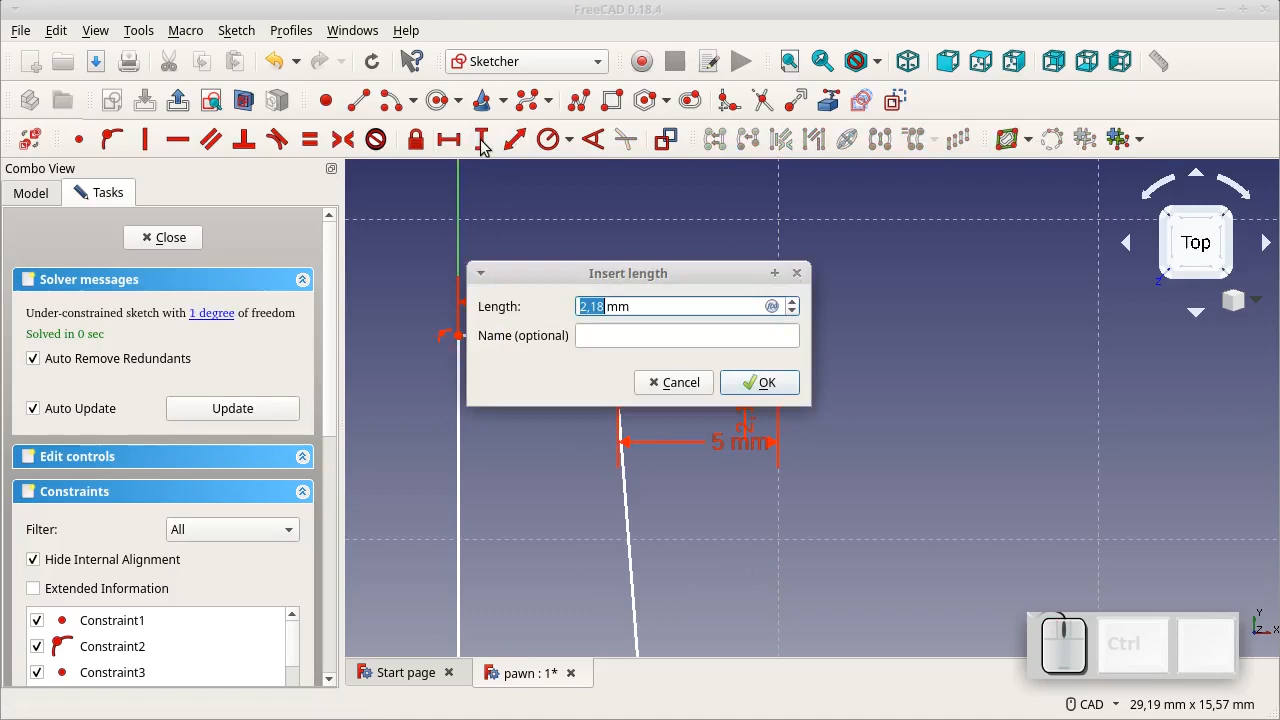 FreeCAD 0.18.4
File Edit View Tools Macro Sketch Profiles Windows Help
Sketcher
Combo View
Model Tasks
Close
Solver messages
Under-constrained sketch with 1 degree of freedom
Solved in 0 sec
Auto Remove Redundants
Auto Update Update
Edit controls
Constraints
Filter: All
Hide Internal Alignment
Extended Information
Constraint1
Constraint2
Constraint3
Insert length
Length: 2,18 mm
Name (optional)
Cancel OK
5 mm
Top
Z
Ctrl
Y
Z X
Start page pawn : 1*
CAD 29,19 mm x 15,57 mm